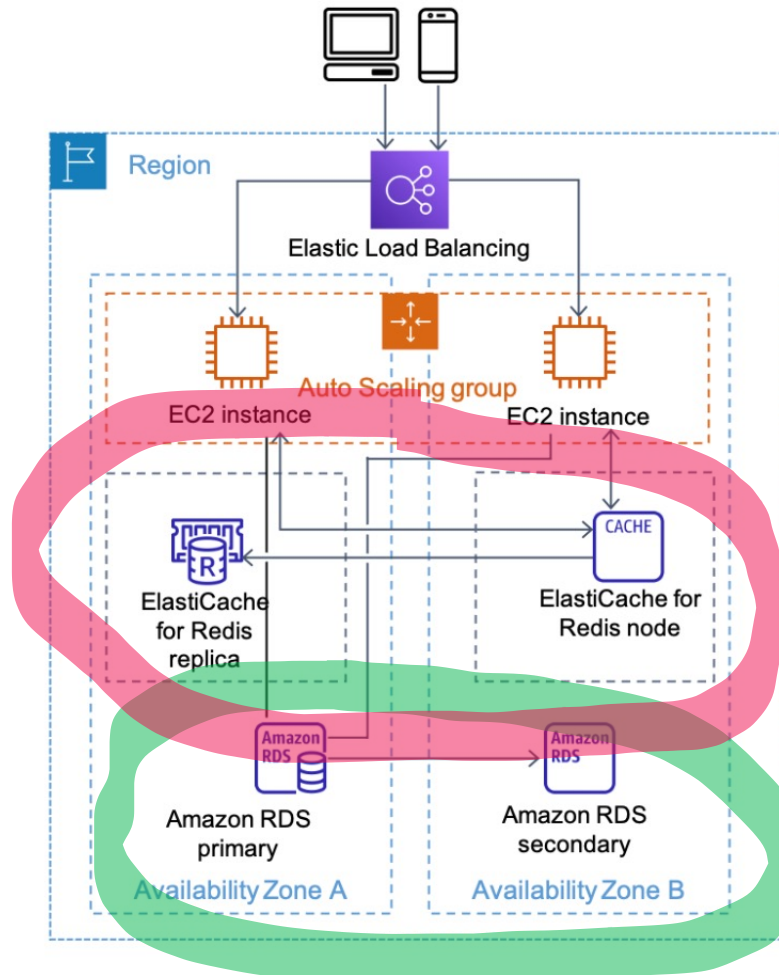 Region
Elastic Load Balancing
Auto Scaling group
EC2 instance
EC2 instance
R
CACHE
ElastiCache
for Redis
replica
ElastiCache for
Redis node
Amazon
RDS
Amazon
RDS
Amazon RDS
primary
Amazon RDS
secondary
Availability Zone A
Availability Zone B